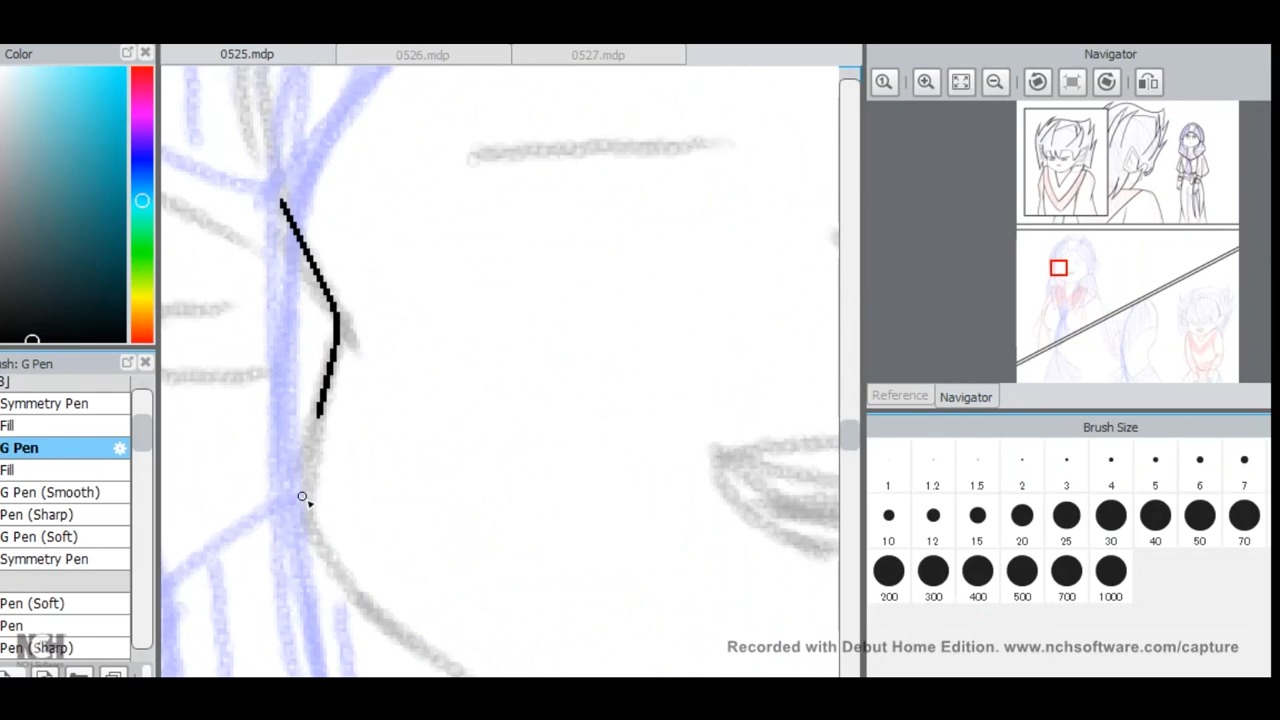 Color
0525.mdp
0526.mdp
0527.mdp
Navigator
Reference
Navigator
ush: G Pen
Symmetry Pen
Fill
G Pen
Fill
G Pen (Smooth)
Pen (Sharp)
G Pen (Soft)
Symmetry Pen
Pen (Soft)
Pen
Pen (Sharp)
NCH
Brush Size
1 1.2 1.5 2 3 4 5 6 7
10 12 15 20 25 30 40 50 70
200 300 400 500 700 1000
Recorded with Debut Home Edition. www.nchsoftware.com/capture